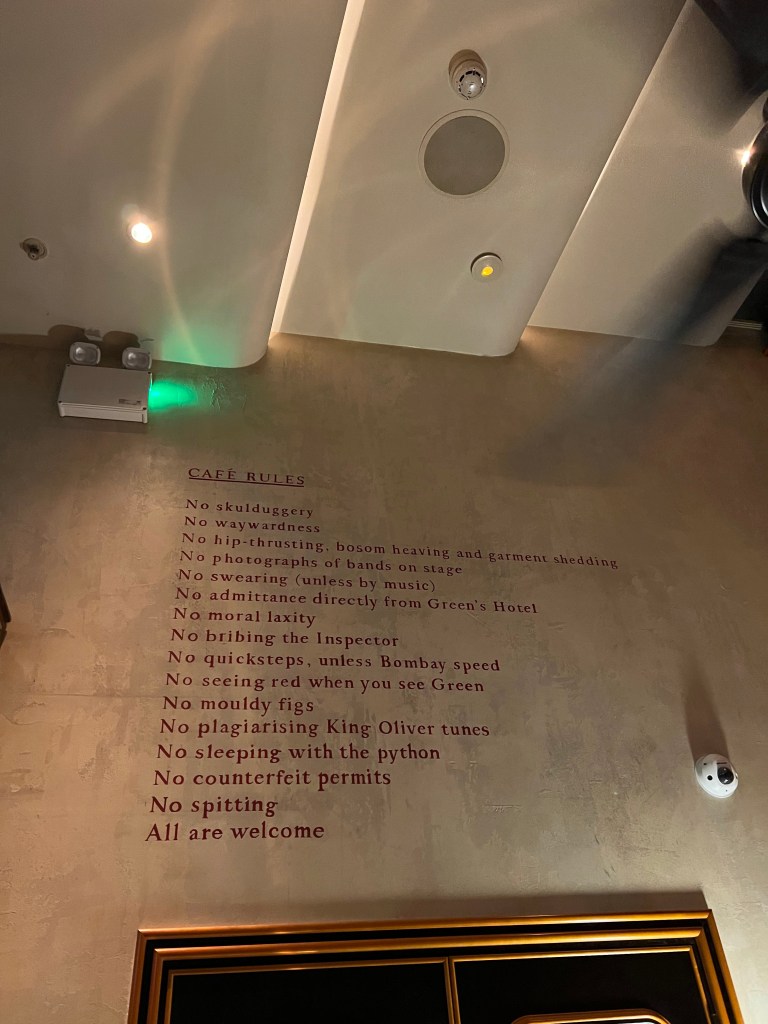 CAFÉ RULES
No skulduggery
No waywardness
No hip-thrusting, bosom heaving and garment shedding
No photographs of bands on stage
No swearing (unless by music)
No admittance directly from Green's Hotel
No moral laxity
No bribing the Inspector
No quicksteps, unless Bombay speed
No seeing red when you see Green
No mouldy figs
No plagiarising King Oliver tunes
No sleeping with the python
No counterfeit permits
No spitting
All are welcome